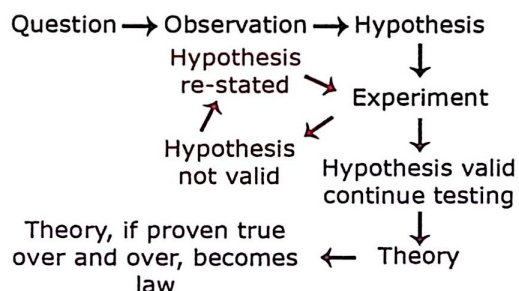 Question Observation Hypothesis
Hypothesis
re-stated
Experiment
Hypothesis
not valid
Hypothesis valid
continue testing
Theory
Theory, if proven true
over and over, becomes
law